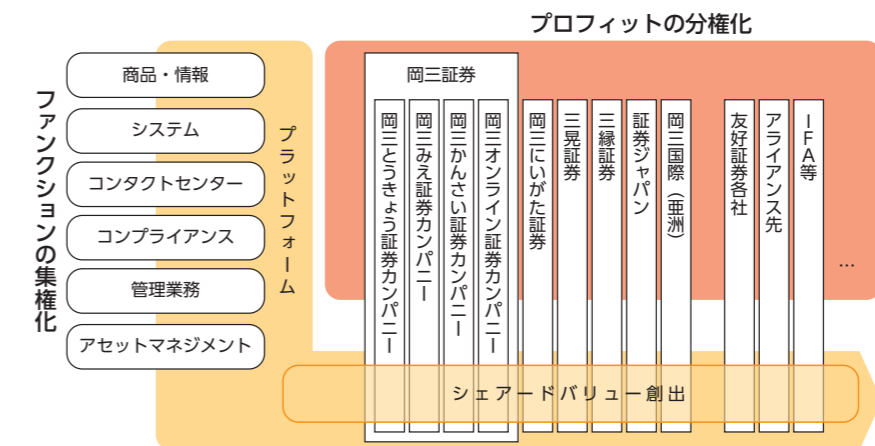 プロフィットの分権化
ファンクションの集権化
商品・情報
システム
コンタクトセンター
コンプライアンス
管理業務
アセットマネジメント
プラットフォーム
岡三証券
岡三とうきょう証券カンパニー
岡三みえ証券カンパニー
岡三かんさい証券カンパニー
岡三オンライン証券カンパニー
岡三にいがた証券
三晃証券
三縁証券
証券ジャパン
岡三国際（亜洲）
友好証券各社
アライアンス先
IFA等
…
シェアードバリュー創出